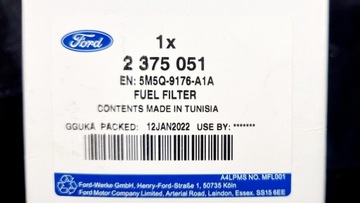 Ford
1x
2 375 051
EN: 5M5Q-9176-A1A
FUEL FILTER
CONTENTS MADE IN TUNISIA
GGUKA PACKED: 12JAN2022 USE BY: *******
A4LPMS NO. MFL001
Ford-Werke GmbH, Henry-Ford-Straße 1, 50735 Köln
Ford Motor Company Limited, Arterial Road, Laindon, Essex. SS15 6EE